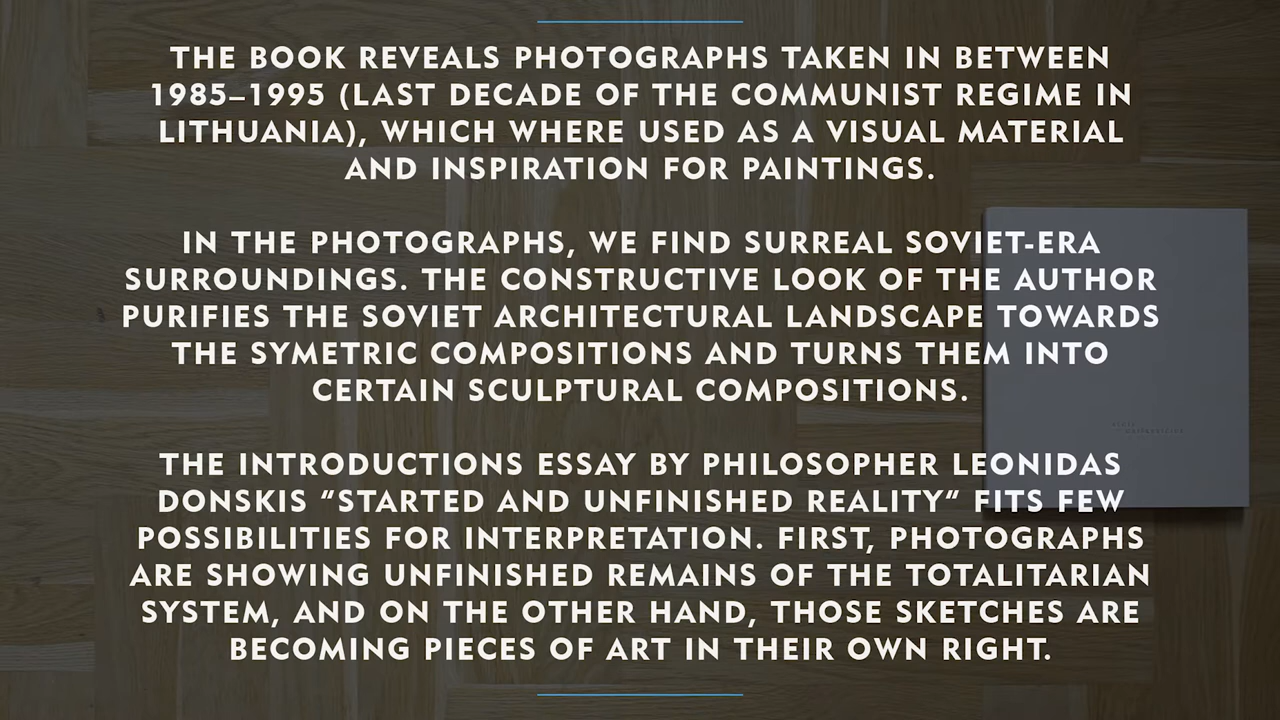 THE BOOK REVEALS PHOTOGRAPHS TAKEN IN BETWEEN
1985–1995 (LAST DECADE OF THE COMMUNIST REGIME IN
LITHUANIA), WHICH WHERE USED AS A VISUAL MATERIAL
AND INSPIRATION FOR PAINTINGS.
IN THE PHOTOGRAPHS, WE FIND SURREAL SOVIET-ERA
SURROUNDINGS. THE CONSTRUCTIVE LOOK OF THE AUTHOR
PURIFIES THE SOVIET ARCHITECTURAL LANDSCAPE TOWARDS
THE SYMETRIC COMPOSITIONS AND TURNS THEM INTO
CERTAIN SCULPTURAL COMPOSITIONS.
THE INTRODUCTIONS ESSAY BY PHILOSOPHER LEONIDAS
DONSKIS “STARTED AND UNFINISHED REALITY“ FITS FEW
POSSIBILITIES FOR INTERPRETATION. FIRST, PHOTOGRAPHS
ARE SHOWING UNFINISHED REMAINS OF THE TOTALITARIAN
SYSTEM, AND ON THE OTHER HAND, THOSE SKETCHES ARE
BECOMING PIECES OF ART IN THEIR OWN RIGHT.